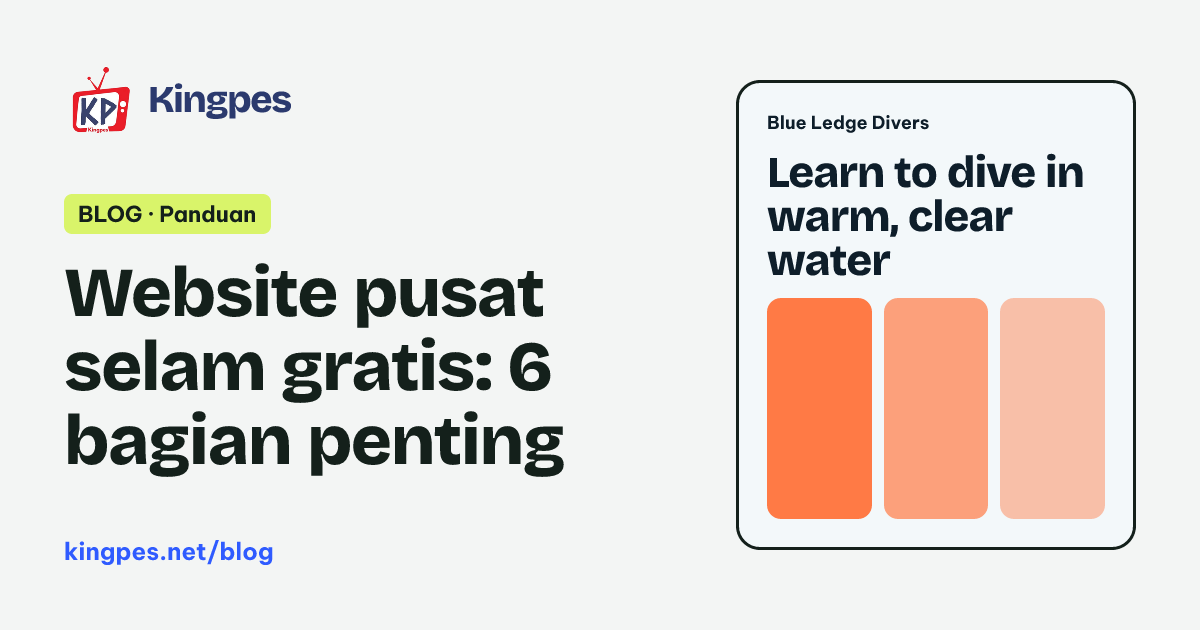 KP
Kingpes
Kingpes
BLOG · Panduan
Website pusat
selam gratis: 6
bagian penting
kingpes.net/blog
Blue Ledge Divers
Learn to dive in
warm, clear
water